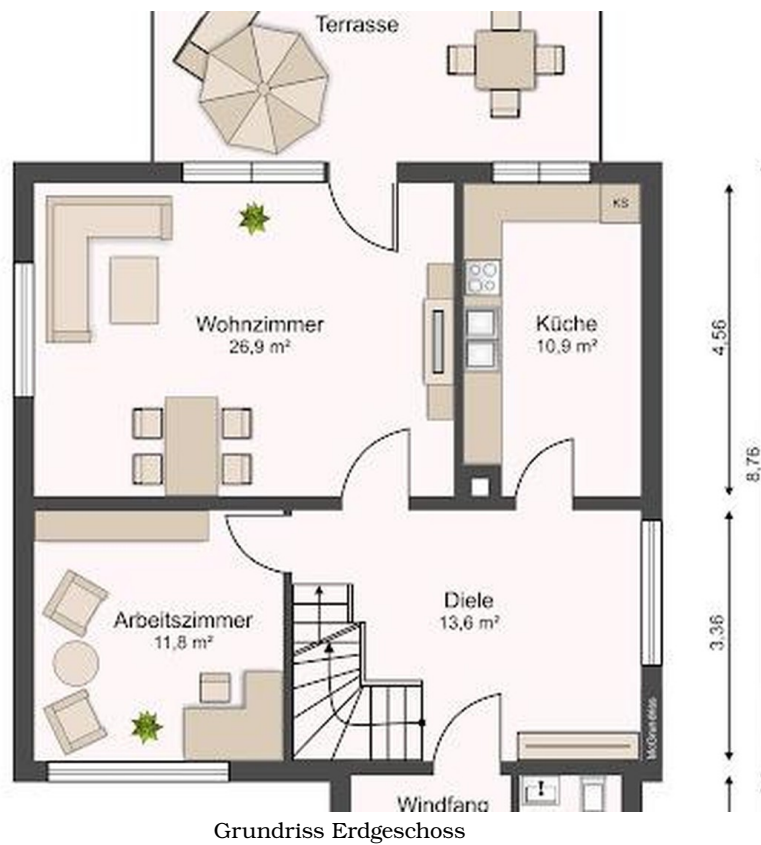 Terrasse
KS
Wohnzimmer
26,9 m²
Küche
10,9 m²
4,56
8,76
Diele
13,6 m²
Arbeitszimmer
11,8 m²
3,36
McGrundriss
Windfang
Grundriss Erdgeschoss